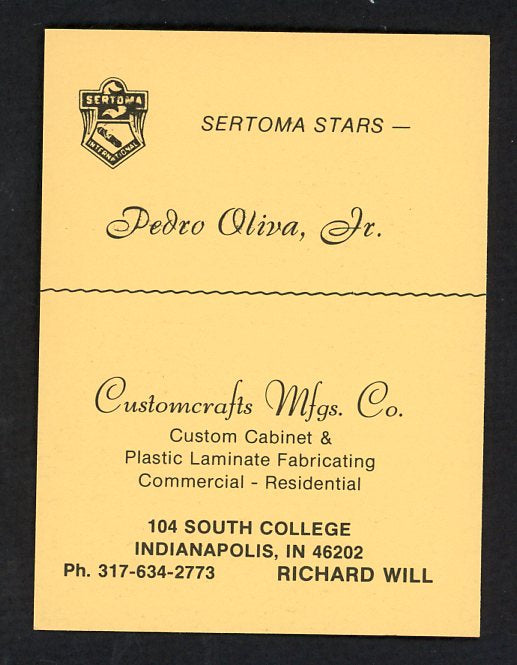 SERTOMA
INTERNATIONAL
SERTOMA STARS —
Pedro Oliva, Jr.
Customcrafts Mfgs. Co.
Custom Cabinet &
Plastic Laminate Fabricating
Commercial - Residential
104 SOUTH COLLEGE
INDIANAPOLIS, IN 46202
Ph. 317-634-2773 RICHARD WILL